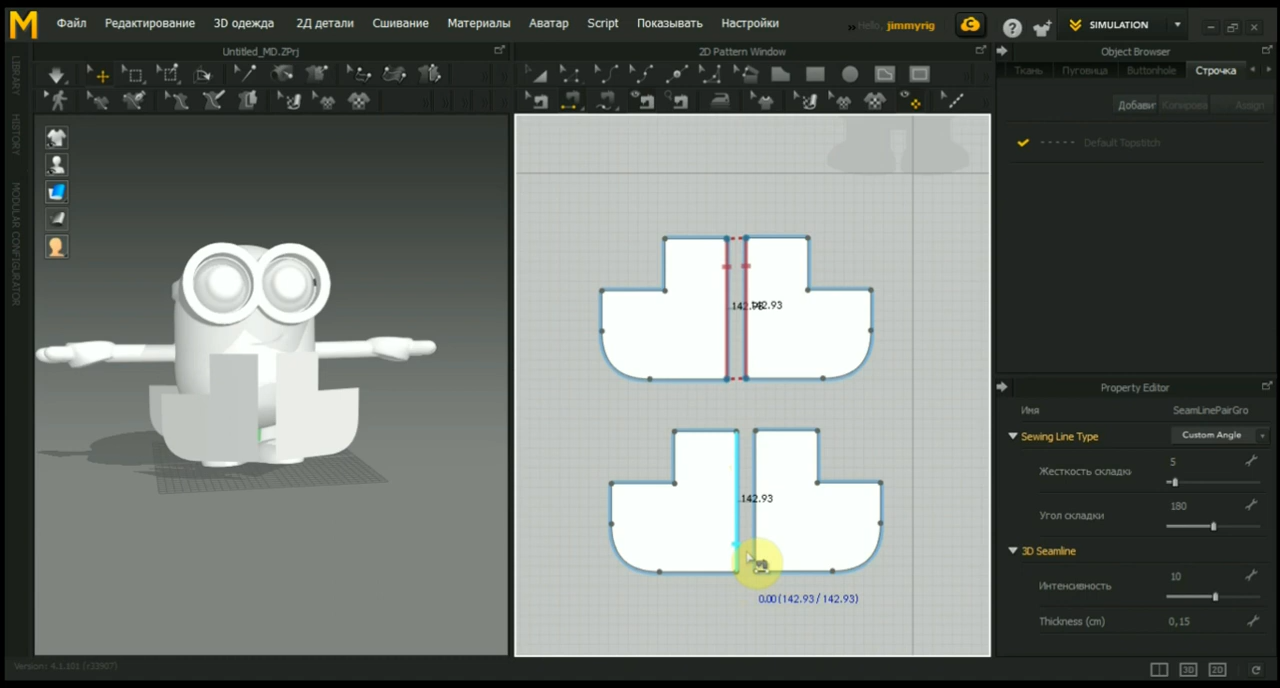 M Файл Редактирование 3D одежда 2Д детали Сшивание Материалы Аватар Script Показывать Настройки » Hello, jimmyrig C ? SIMULATION
Untitled_MD.ZPrj 2D Pattern Window Object Browser
Ткань Пуговица Buttonhole Строчка
Добавит Копирова Assign
Default Topstitch
LIBRARY
HISTORY
MODULAR CONFIGURATOR
142.93
142.93
0.00 (142.93 / 142.93)
Property Editor
Имя SeamLinePairGro
Sewing Line Type Custom Angle
Жесткость складки 5
Угол складки 180
3D Seamline
Интенсивность 10
Thickness (cm) 0,15
Version: 4.1.101 (r33907)
3D 2D